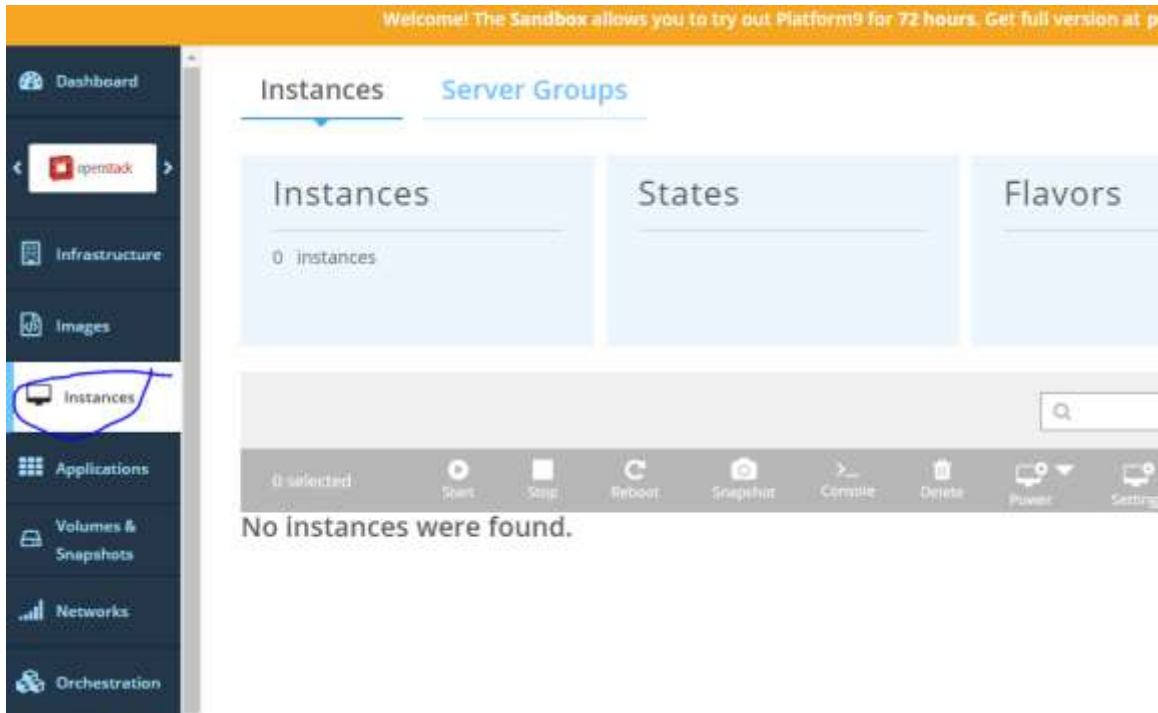 Welcome! The Sandbox allows you to try out Platform9 for 72 hours. Get full version at p
Dashboard
openstack
Infrastructure
Images
Instances
Applications
Volumes &
Snapshots
Networks
Orchestration
Instances Server Groups
Instances States Flavors
0 instances
0 selected Start Stop Reboot Snapshot Console Delete Power Setting
No instances were found.